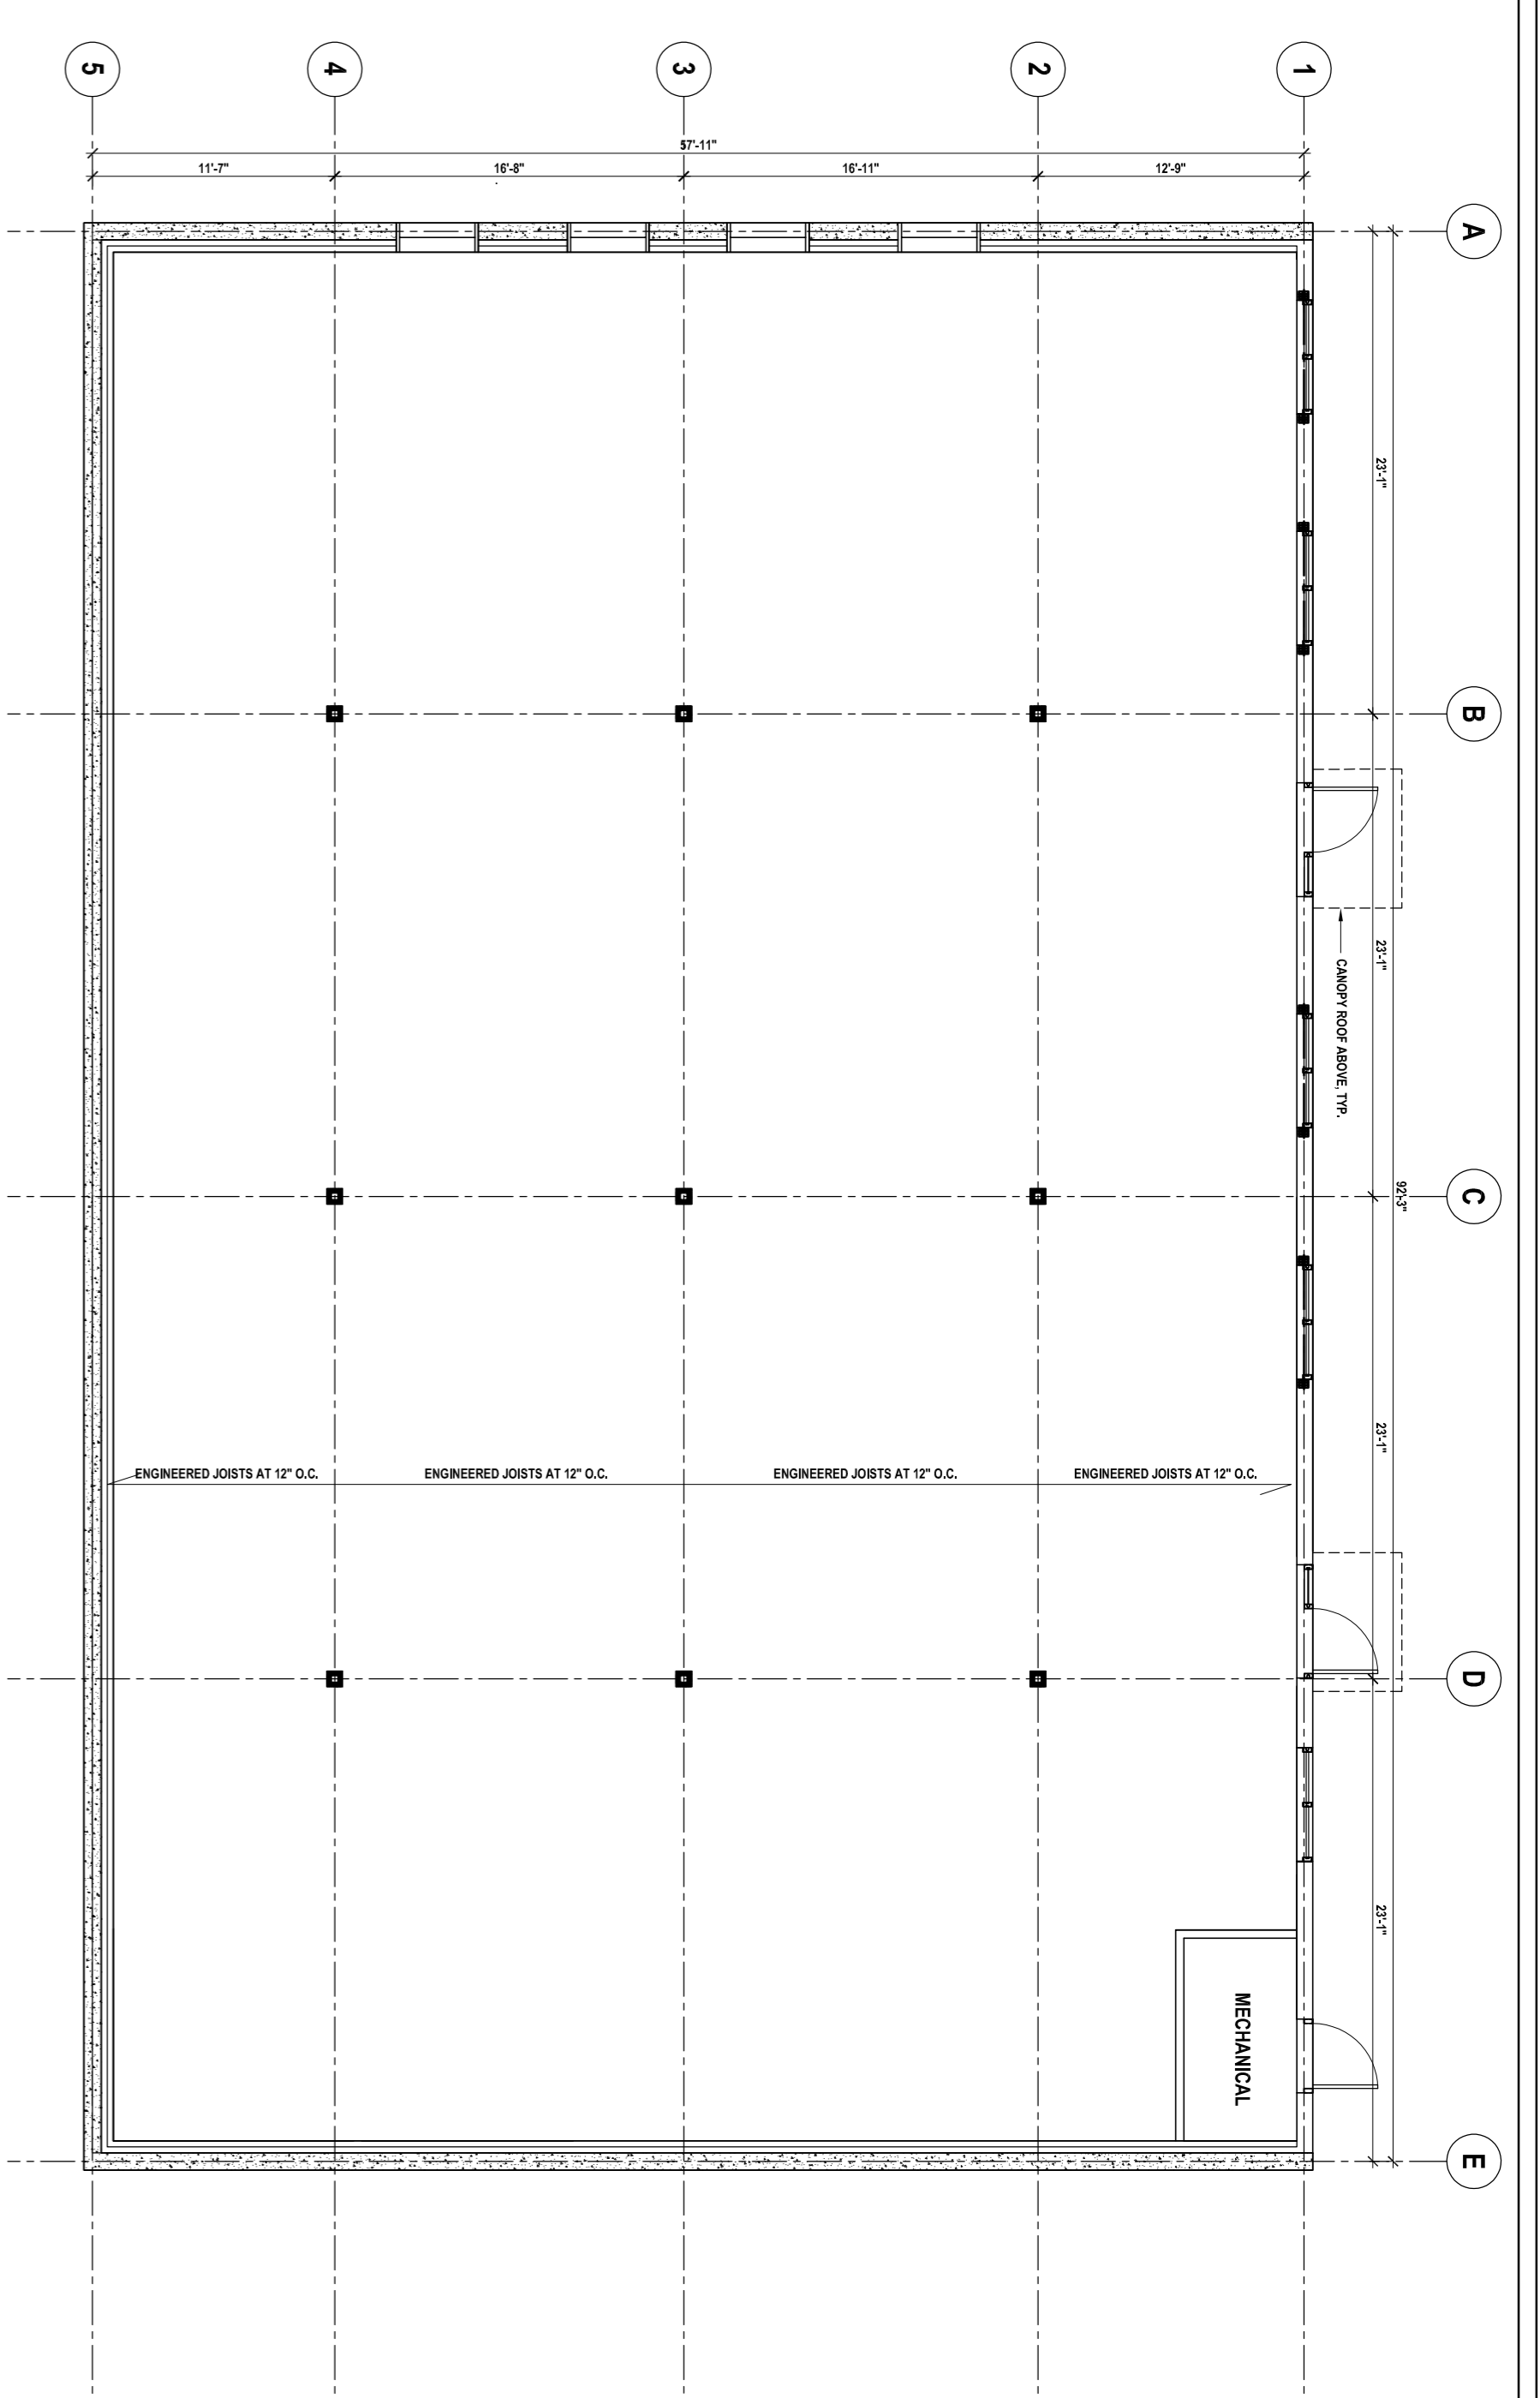 5
4
3
2
1
57'-11"
11'-7"
16'-8"
16'-11"
12'-9"
A
23'-1"
B
23'-1"
CANOPY ROOF ABOVE, TYP.
C
92'-3"
23'-1"
ENGINEERED JOISTS AT 12" O.C.
ENGINEERED JOISTS AT 12" O.C.
ENGINEERED JOISTS AT 12" O.C.
ENGINEERED JOISTS AT 12" O.C.
D
23'-1"
MECHANICAL
E